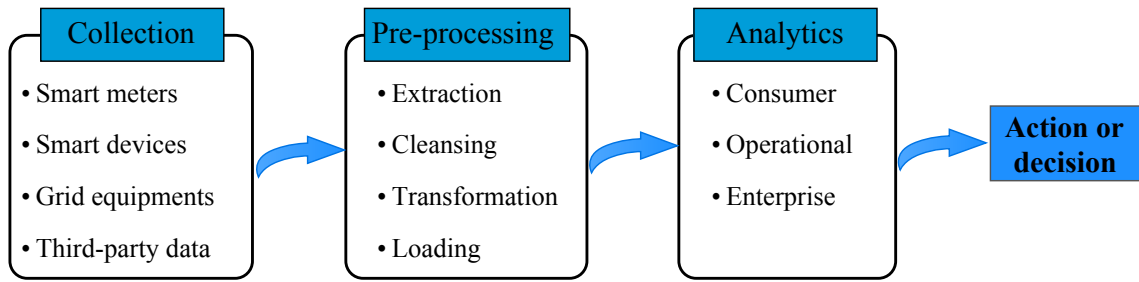 Collection
• Smart meters
• Smart devices
• Grid equipments
• Third-party data
Pre-processing
• Extraction
• Cleansing
• Transformation
• Loading
Analytics
• Consumer
• Operational
• Enterprise
Action or
decision